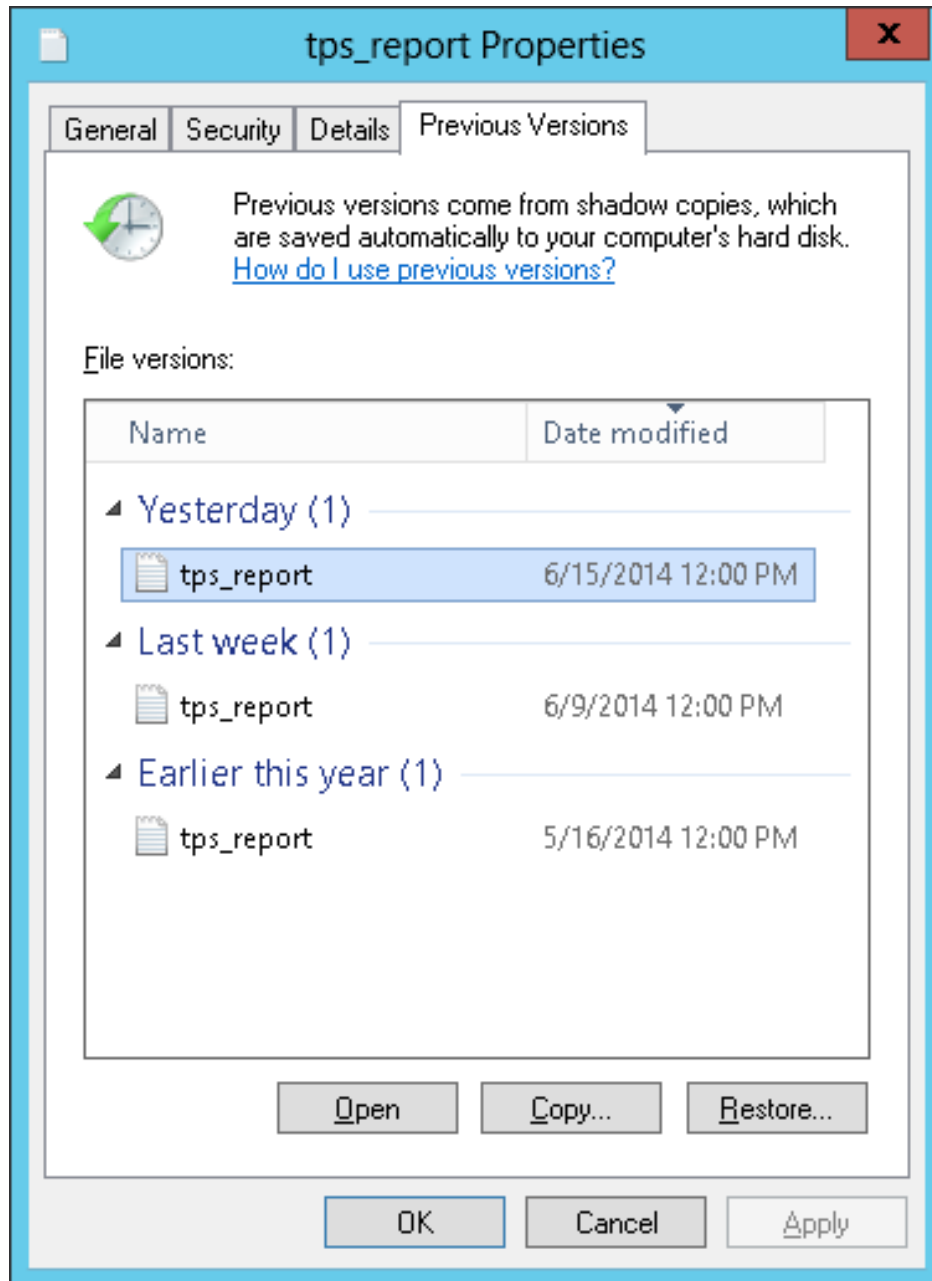 tps_report Properties
x
General Security Details Previous Versions
Previous versions come from shadow copies, which
are saved automatically to your computer's hard disk.
How do I use previous versions?
File versions:
Name Date modified
Yesterday (1)
tps_report 6/15/2014 12:00 PM
Last week (1)
tps_report 6/9/2014 12:00 PM
Earlier this year (1)
tps_report 5/16/2014 12:00 PM
Open Copy... Restore...
OK Cancel Apply